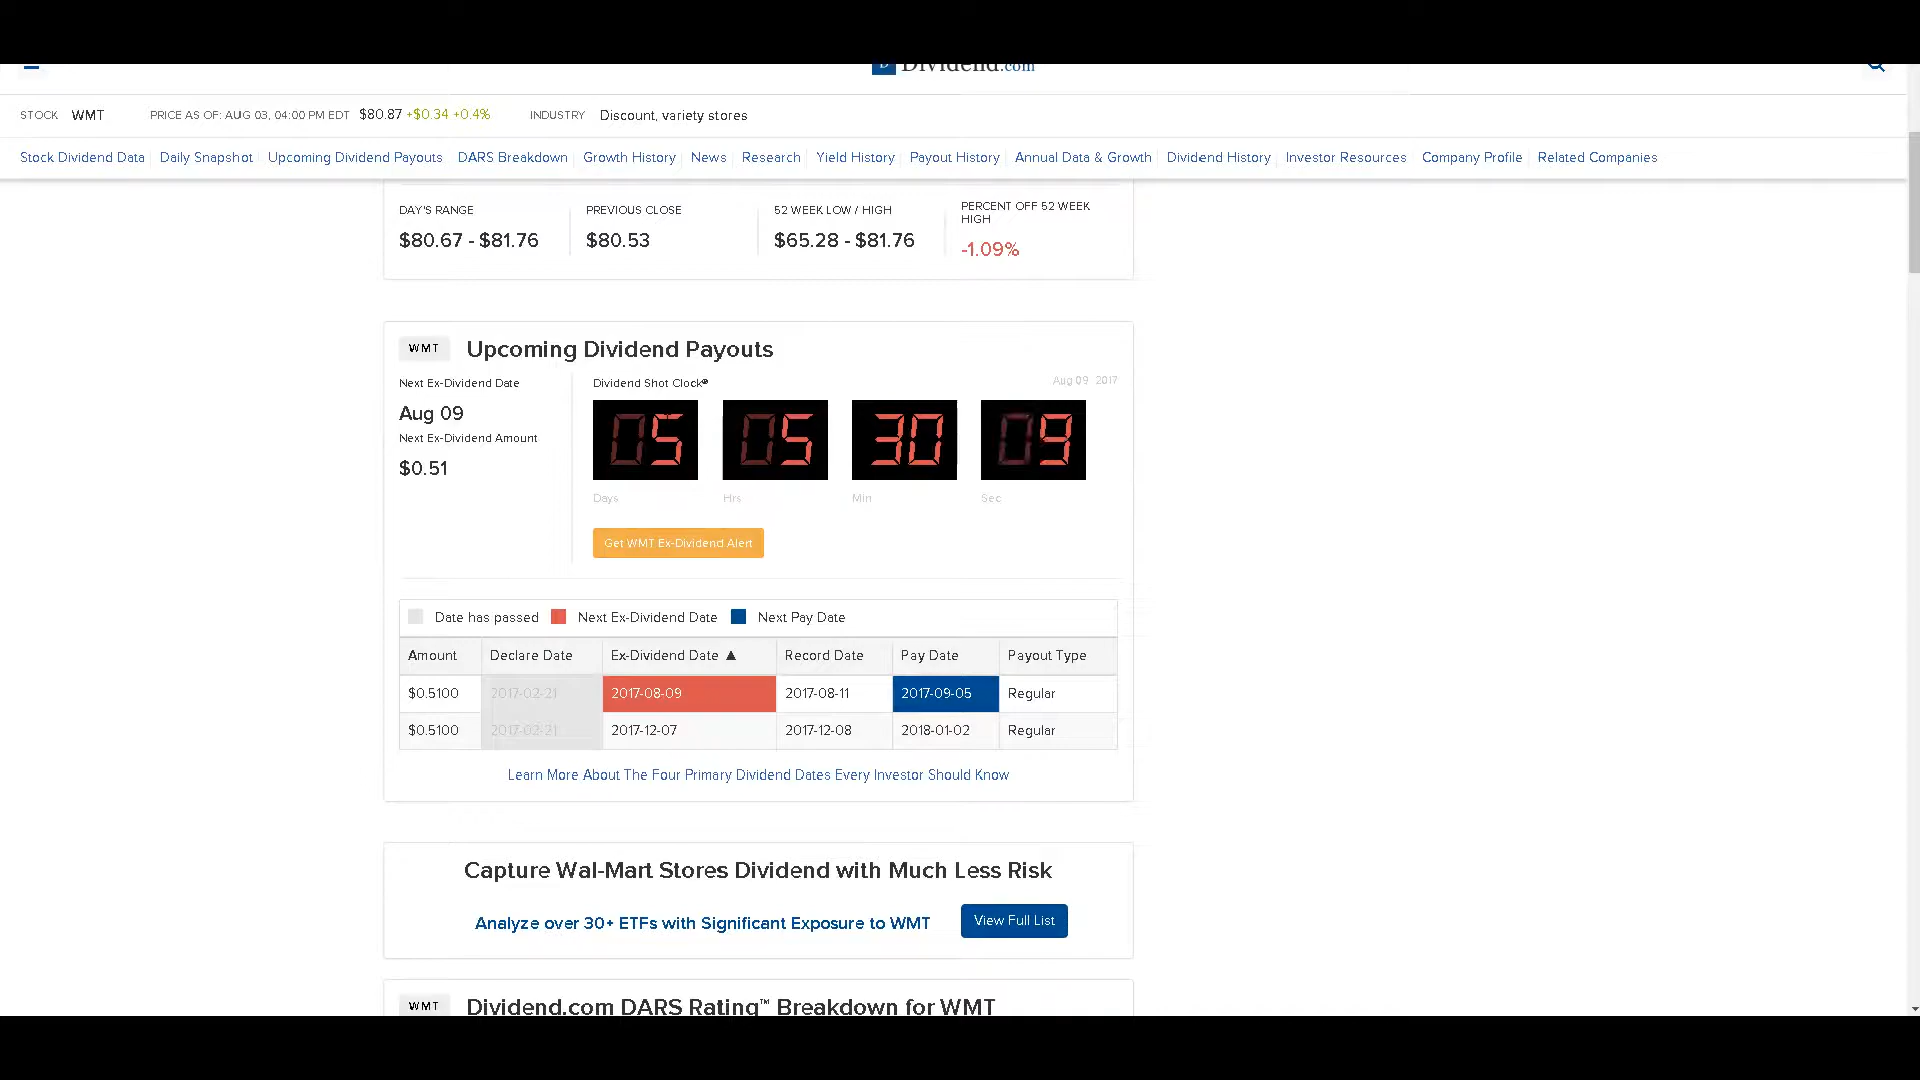 Dividend.com
STOCK WMT PRICE AS OF: AUG 03, 04:00 PM EDT $80.87 +$0.34 +0.4% INDUSTRY Discount, variety stores
Stock Dividend Data Daily Snapshot Upcoming Dividend Payouts DARS Breakdown Growth History News Research Yield History Payout History Annual Data & Growth Dividend History Investor Resources Company Profile Related Companies
DAY'S RANGE PREVIOUS CLOSE 52 WEEK LOW / HIGH PERCENT OFF 52 WEEK HIGH
$80.67 - $81.76 $80.53 $65.28 - $81.76 -1.09%
WMT Upcoming Dividend Payouts
Next Ex-Dividend Date Dividend Shot Clock® Aug 09 2017
Aug 09
Next Ex-Dividend Amount
$0.51
05 05 30 09
Days Hrs Min Sec
Get WMT Ex-Dividend Alert
Date has passed Next Ex-Dividend Date Next Pay Date
Amount Declare Date Ex-Dividend Date ▲ Record Date Pay Date Payout Type
$0.5100 2017-02-21 2017-08-09 2017-08-11 2017-09-05 Regular
$0.5100 2017-02-21 2017-12-07 2017-12-08 2018-01-02 Regular
Learn More About The Four Primary Dividend Dates Every Investor Should Know
Capture Wal-Mart Stores Dividend with Much Less Risk
Analyze over 30+ ETFs with Significant Exposure to WMT View Full List
WMT Dividend.com DARS Rating™ Breakdown for WMT